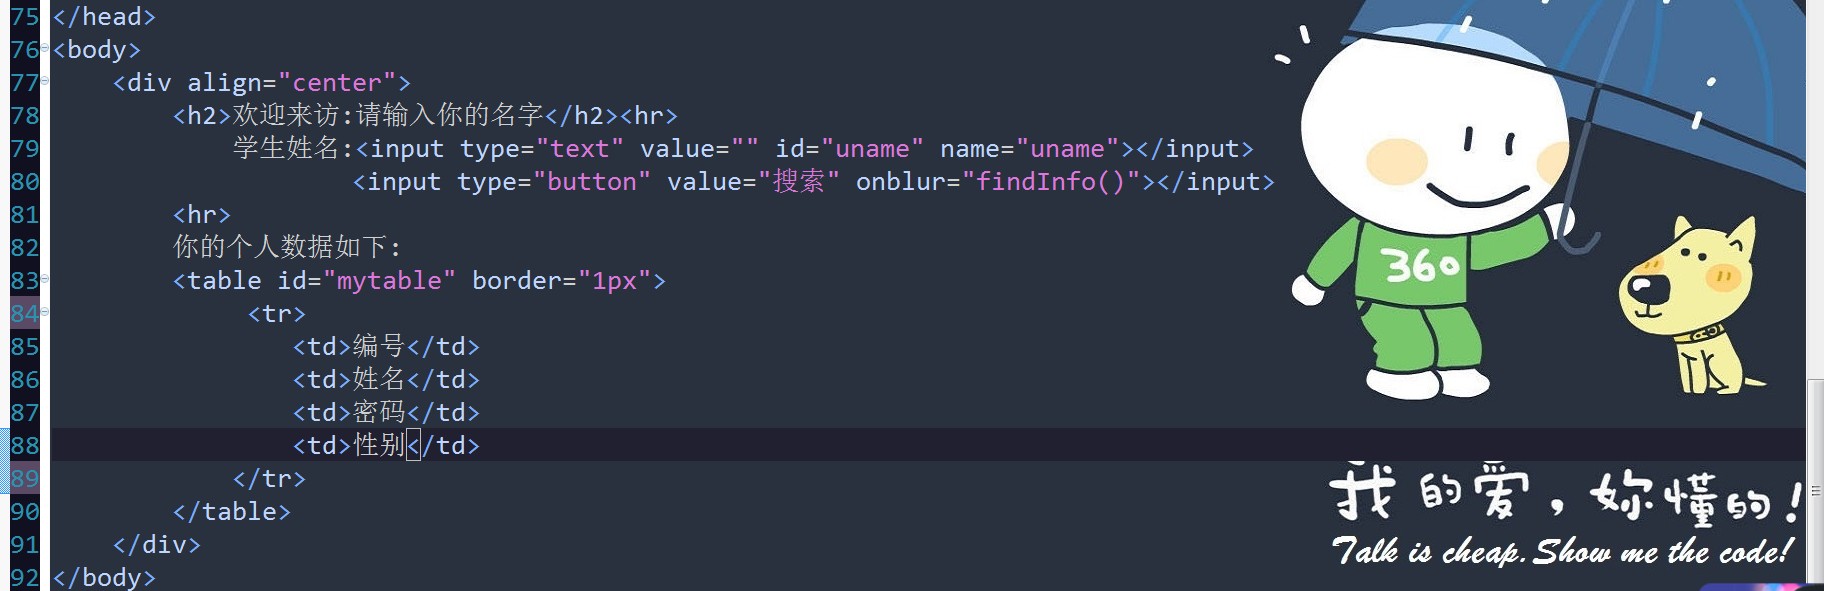 75 </head>
76 <body>
77 <div align="center">
78 <h2>欢迎来访:请输入你的名字</h2><hr>
79 学生姓名:<input type="text" value="" id="uname" name="uname"></input>
80 <input type="button" value="搜索" onblur="findInfo()"></input>
81 <hr>
82 你的个人数据如下:
83 <table id="mytable" border="1px">
84 <tr>
85 <td>编号</td>
86 <td>姓名</td>
87 <td>密码</td>
88 <td>性别</td>
89 </tr>
90 </table>
91 </div>
92 </body>
360
我的爱，妳懂的!
Talk is cheap. Show me the code!